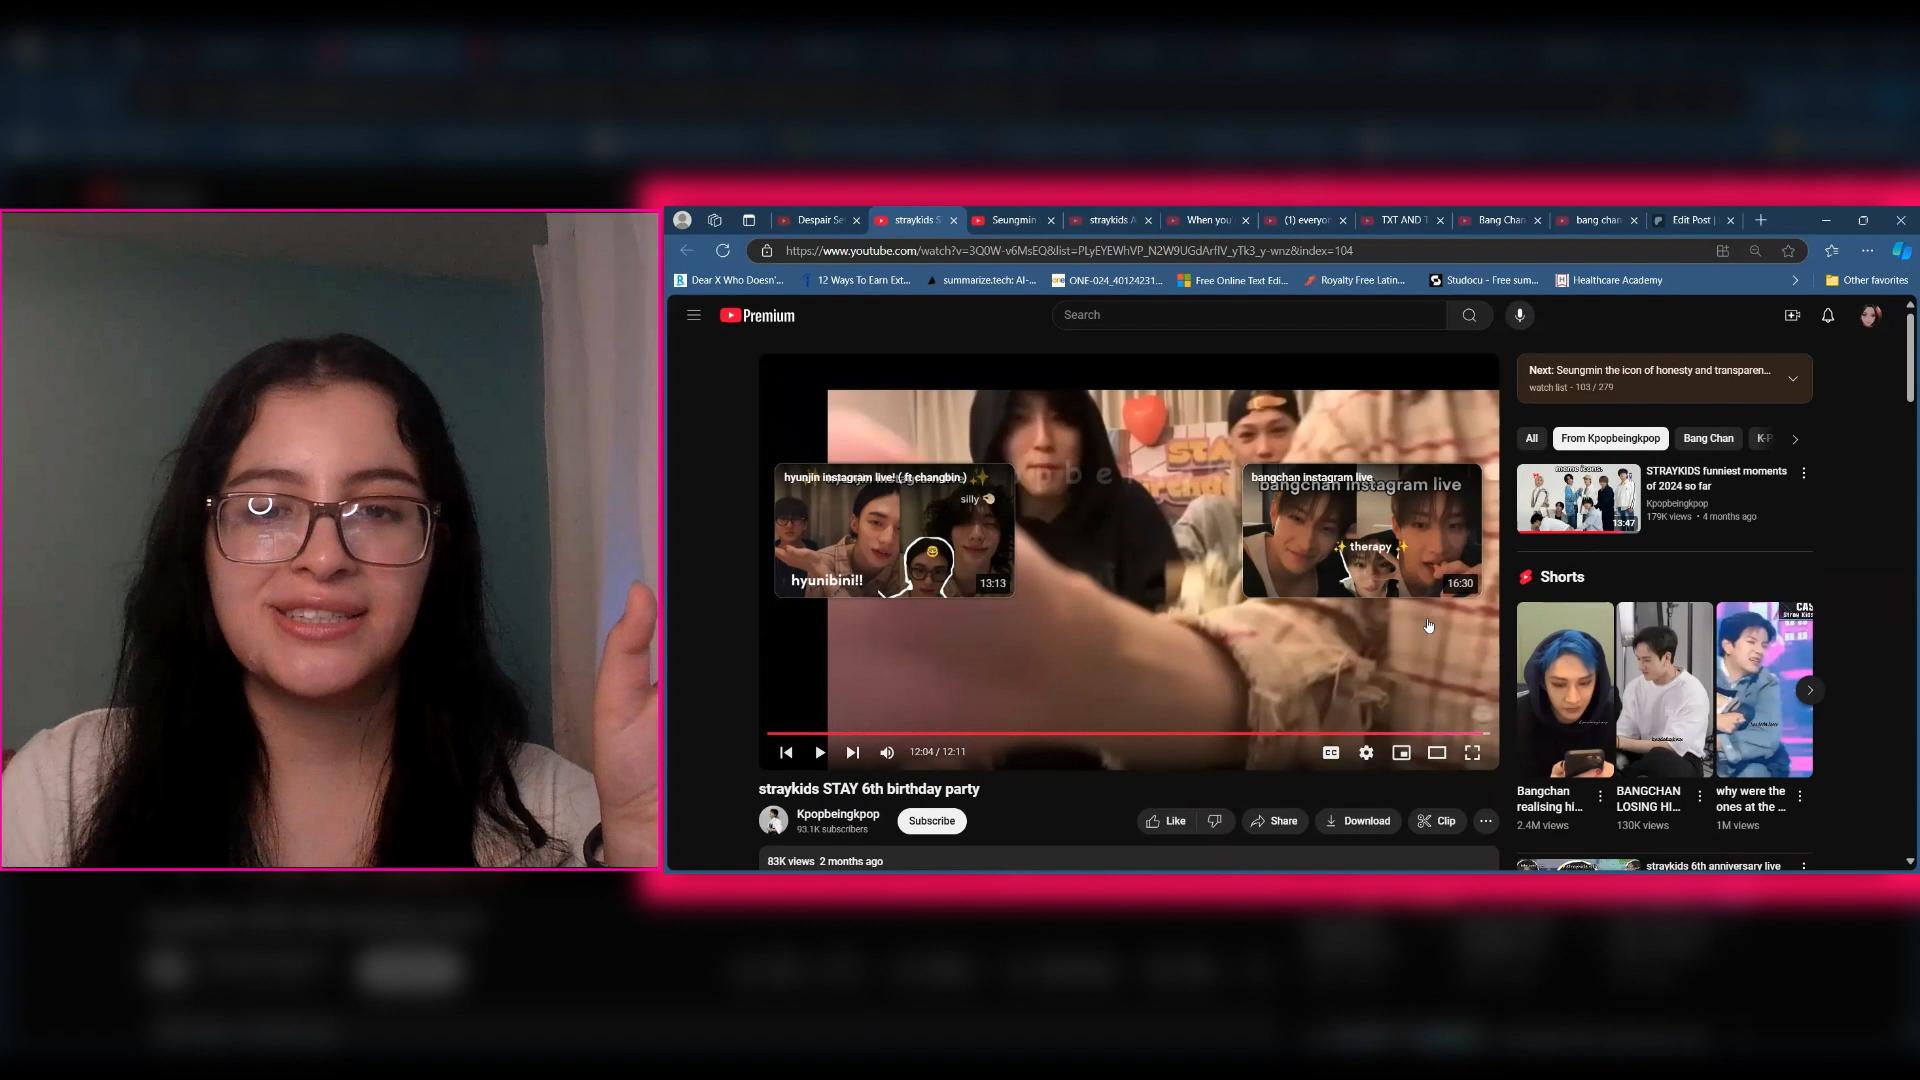 Despair Se
straykids S
Seungmin
straykids A
When you
(1) everyon
TXT AND T
Bang Chan
bang chan
Edit Post |
https://www.youtube.com/watch?v=3Q0W-v6MsEQ&list=PLyEYEWhVP_N2W9UGdArfIV_yTk3_y-wnz&index=104
Dear X Who Doesn'...
12 Ways To Earn Ext...
summarize.tech: AI-...
ONE-024_40124231...
Free Online Text Edi...
Royalty Free Latin...
Studocu - Free sum...
Healthcare Academy
Other favorites
Premium
Search
hyunjin instagram live! ( ft changbin )
silly
hyunibini!!
13:13
bangchan instagram live
bangchan instagram live
therapy
16:30
12:04 / 12:11
CC
straykids STAY 6th birthday party
Kpopbeingkpop
93.1K subscribers
Subscribe
Like
Share
Download
Clip
83K views 2 months ago
Next: Seungmin the icon of honesty and transparen...
watch list - 103 / 279
All
From Kpopbeingkpop
Bang Chan
STRAYKIDS funniest moments
of 2024 so far
Kpopbeingkpop
179K views • 4 months ago
meme icons.
13:47
Shorts
Bangchan
realising hi...
2.4M views
BANGCHAN
LOSING HI...
130K views
why were the
ones at the ...
1M views
straykids 6th anniversary live